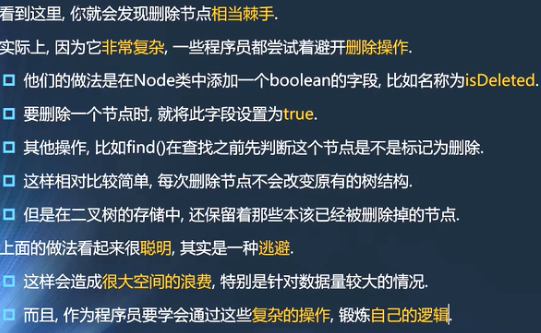 看到这里, 你就会发现删除节点相当棘手.
实际上, 因为它非常复杂, 一些程序员都尝试着避开删除操作.
他们的做法是在Node类中添加一个boolean的字段, 比如名称为isDeleted.
要删除一个节点时, 就将此字段设置为true.
其他操作, 比如find()在查找之前先判断这个节点是不是标记为删除.
这样相对比较简单, 每次删除节点不会改变原有的树结构.
但是在二叉树的存储中, 还保留着那些本该已经被删除掉的节点.
上面的做法看起来很聪明, 其实是一种逃避.
这样会造成很大空间的浪费, 特别是针对数据量较大的情况.
而且, 作为程序员要学会通过这些复杂的操作, 锻炼自己的逻辑.